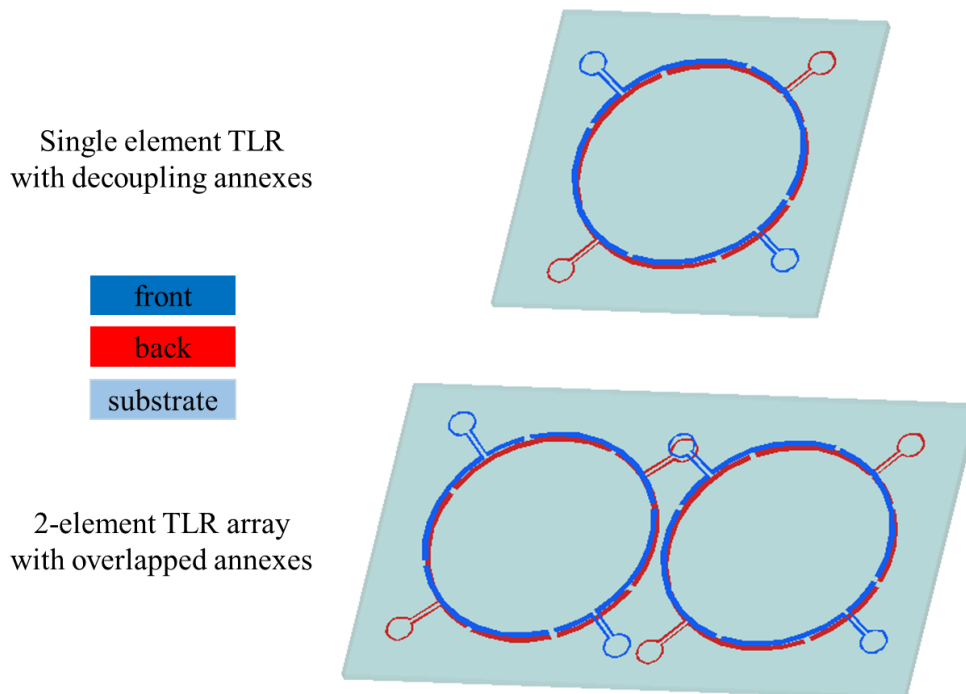 Single element TLR
with decoupling annexes
front
back
substrate
2-element TLR array
with overlapped annexes